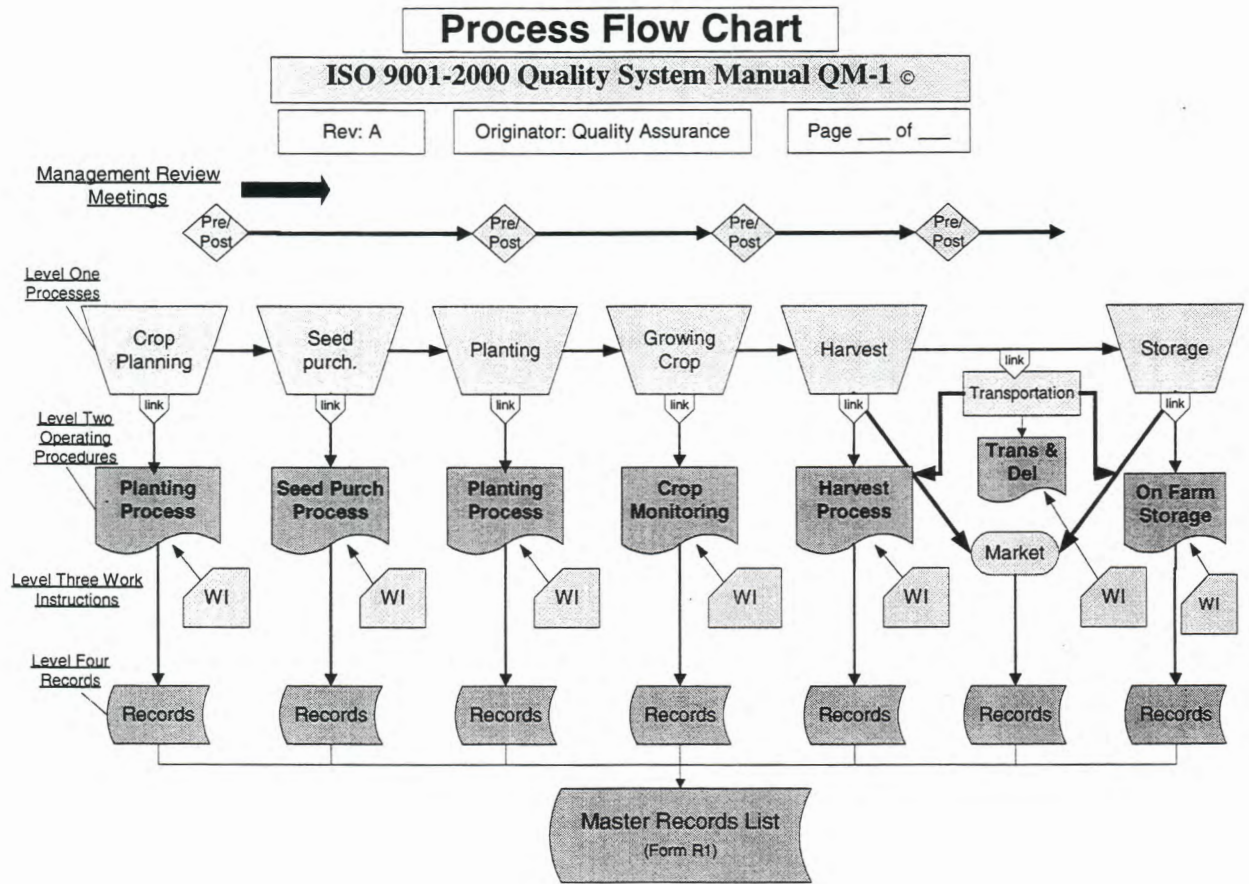 Process Flow Chart
ISO 9001-2000 Quality System Manual QM-1 ©
Rev: A
Originator: Quality Assurance
Page ___ of ___
Management Review
Meetings
Pre/
Post
Pre/
Post
Pre/
Post
Pre/
Post
Level One
Processes
Crop
Planning
Seed
purch.
Planting
Growing
Crop
Harvest
Storage
link
Transportation
link
link
link
link
link
link
Level Two
Operating
Procedures
Planting
Process
Seed Purch
Process
Planting
Process
Crop
Monitoring
Harvest
Process
Trans &
Del
On Farm
Storage
Market
Level Three Work
Instructions
WI
WI
WI
WI
WI
WI
WI
Level Four
Records
Records
Records
Records
Records
Records
Records
Records
Master Records List
(Form R1)